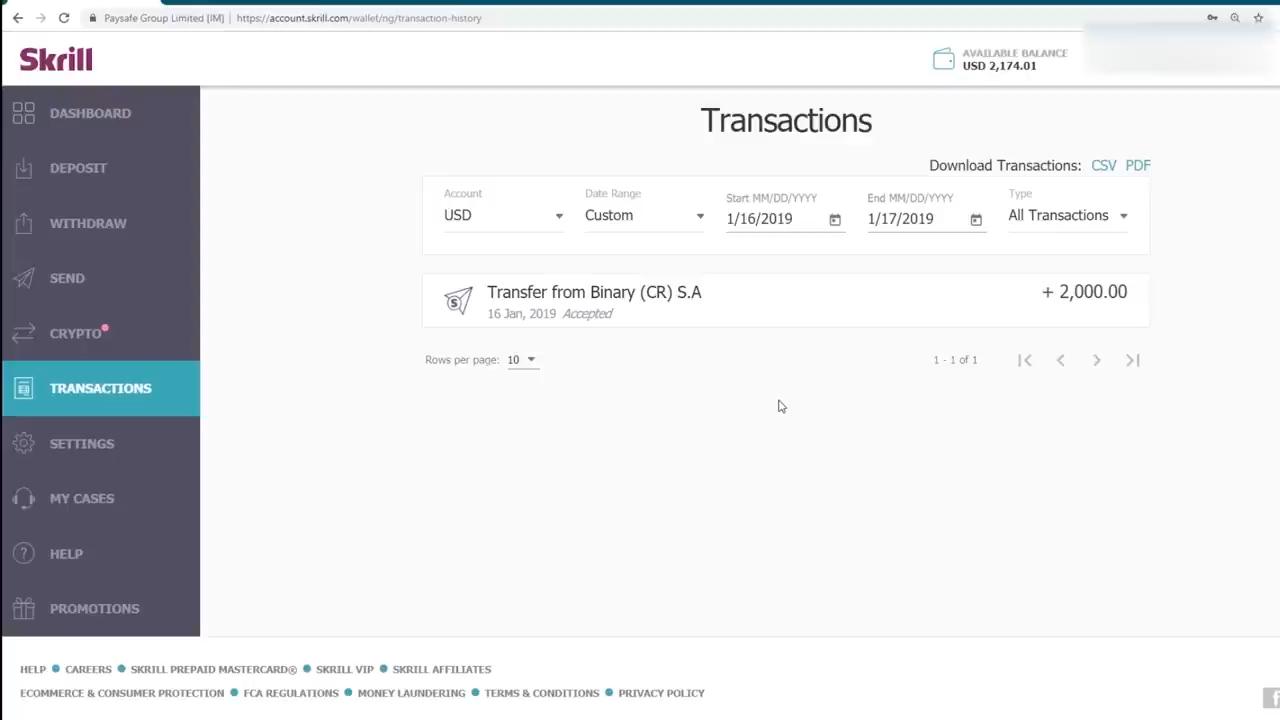 Paysafe Group Limited [IM] | https://account.skrill.com/wallet/ng/transaction-history
Skrill
AVAILABLE BALANCE
USD 2,174.01
DASHBOARD
DEPOSIT
WITHDRAW
SEND
CRYPTO
TRANSACTIONS
SETTINGS
MY CASES
HELP
PROMOTIONS
Transactions
Download Transactions: CSV PDF
Account Date Range Start MM/DD/YYYY End MM/DD/YYYY Type
USD Custom 1/16/2019 1/17/2019 All Transactions
Transfer from Binary (CR) S.A + 2,000.00
16 Jan, 2019 Accepted
Rows per page: 10 1 - 1 of 1
HELP CAREERS SKRILL PREPAID MASTERCARD® SKRILL VIP SKRILL AFFILIATES
ECOMMERCE & CONSUMER PROTECTION FCA REGULATIONS MONEY LAUNDERING TERMS & CONDITIONS PRIVACY POLICY